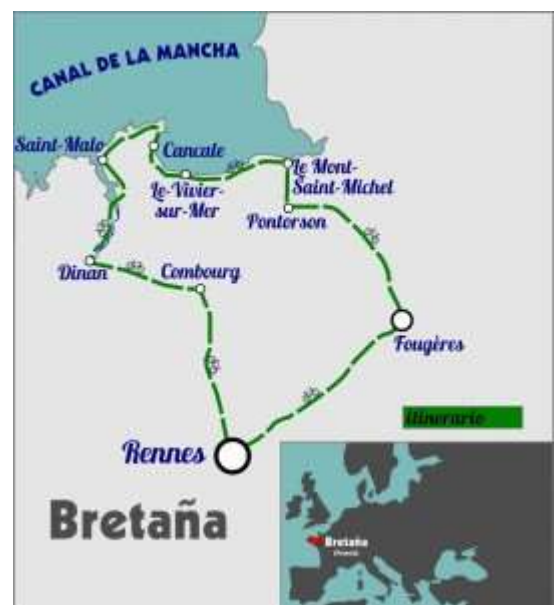 CANAL DE LA MANCHA
Saint-Malo
Cancale
Le-Vivier-
sur-Mer
Le Mont-
Saint-Michel
Pontorson
Dinan
Combourg
Fougères
itinerario
Rennes
Bretaña
Bretaña